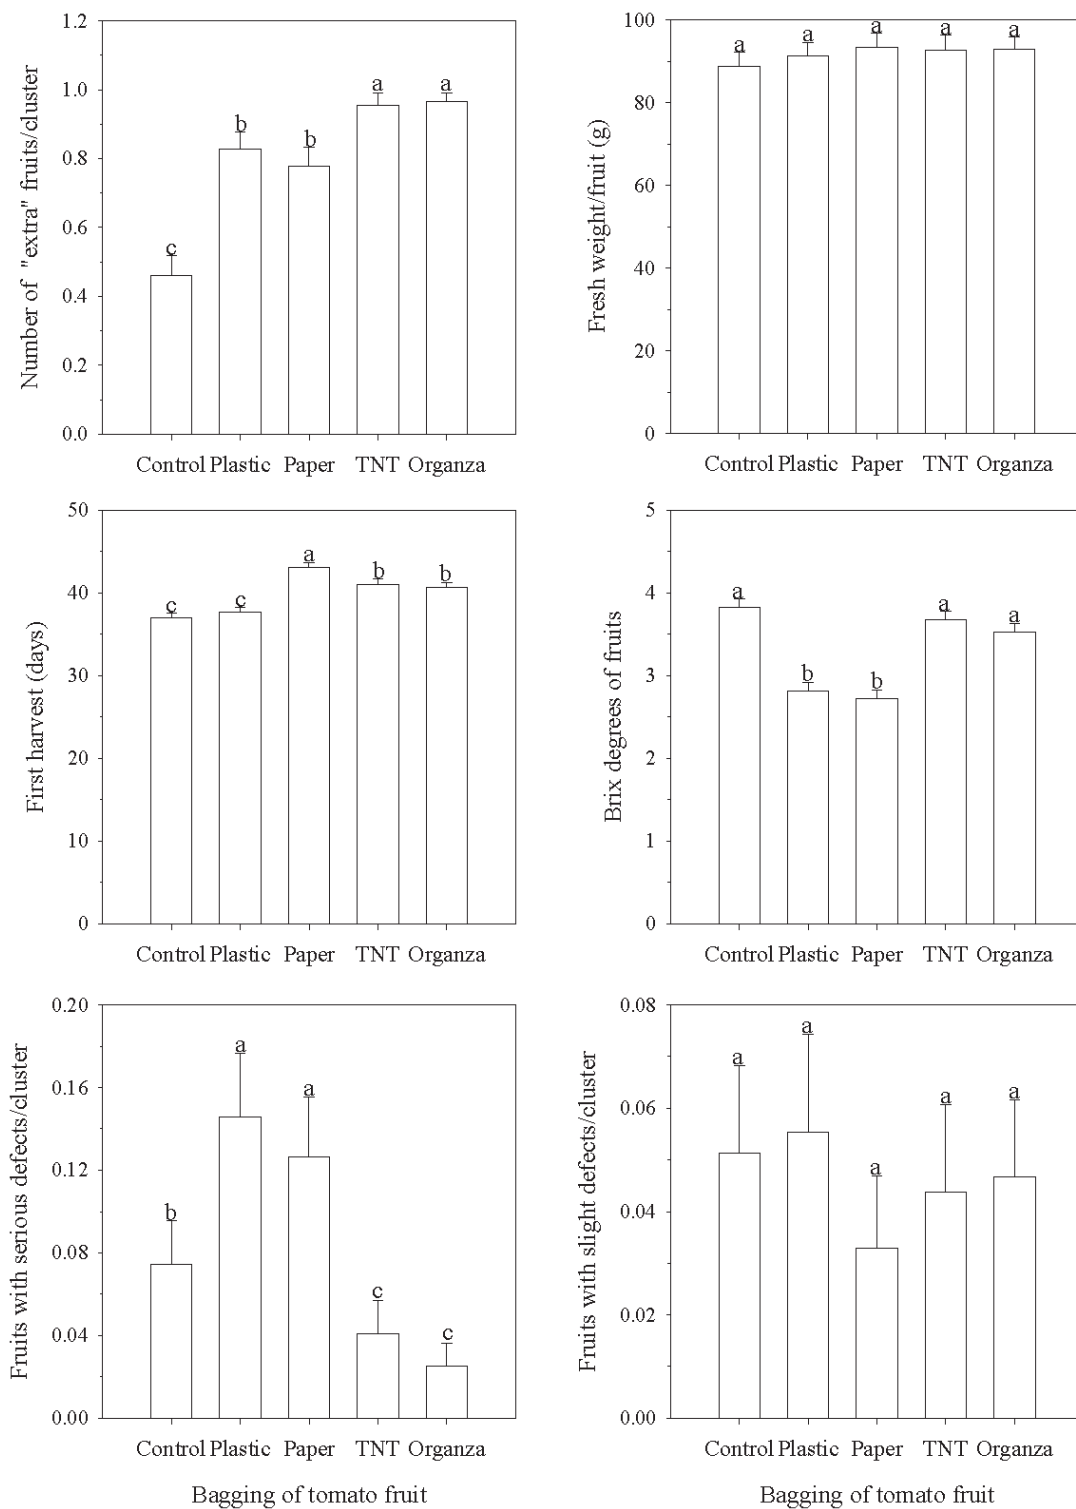 Number of "extra" fruits/cluster
1.2
1.0
0.8
0.6
0.4
0.2
0.0
c
b
b
a
a
Control Plastic Paper TNT Organza
Fresh weight/fruit (g)
100
80
60
40
20
0
a
a
a
a
a
Control Plastic Paper TNT Organza
First harvest (days)
50
40
30
20
10
0
c
c
a
b
b
Control Plastic Paper TNT Organza
Brix degrees of fruits
5
4
3
2
1
0
a
b
b
a
a
Control Plastic Paper TNT Organza
Fruits with serious defects/cluster
0.20
0.16
0.12
0.08
0.04
0.00
b
a
a
c
c
Control Plastic Paper TNT Organza
Bagging of tomato fruit
Fruits with slight defects/cluster
0.08
0.06
0.04
0.02
0.00
a
a
a
a
a
Control Plastic Paper TNT Organza
Bagging of tomato fruit